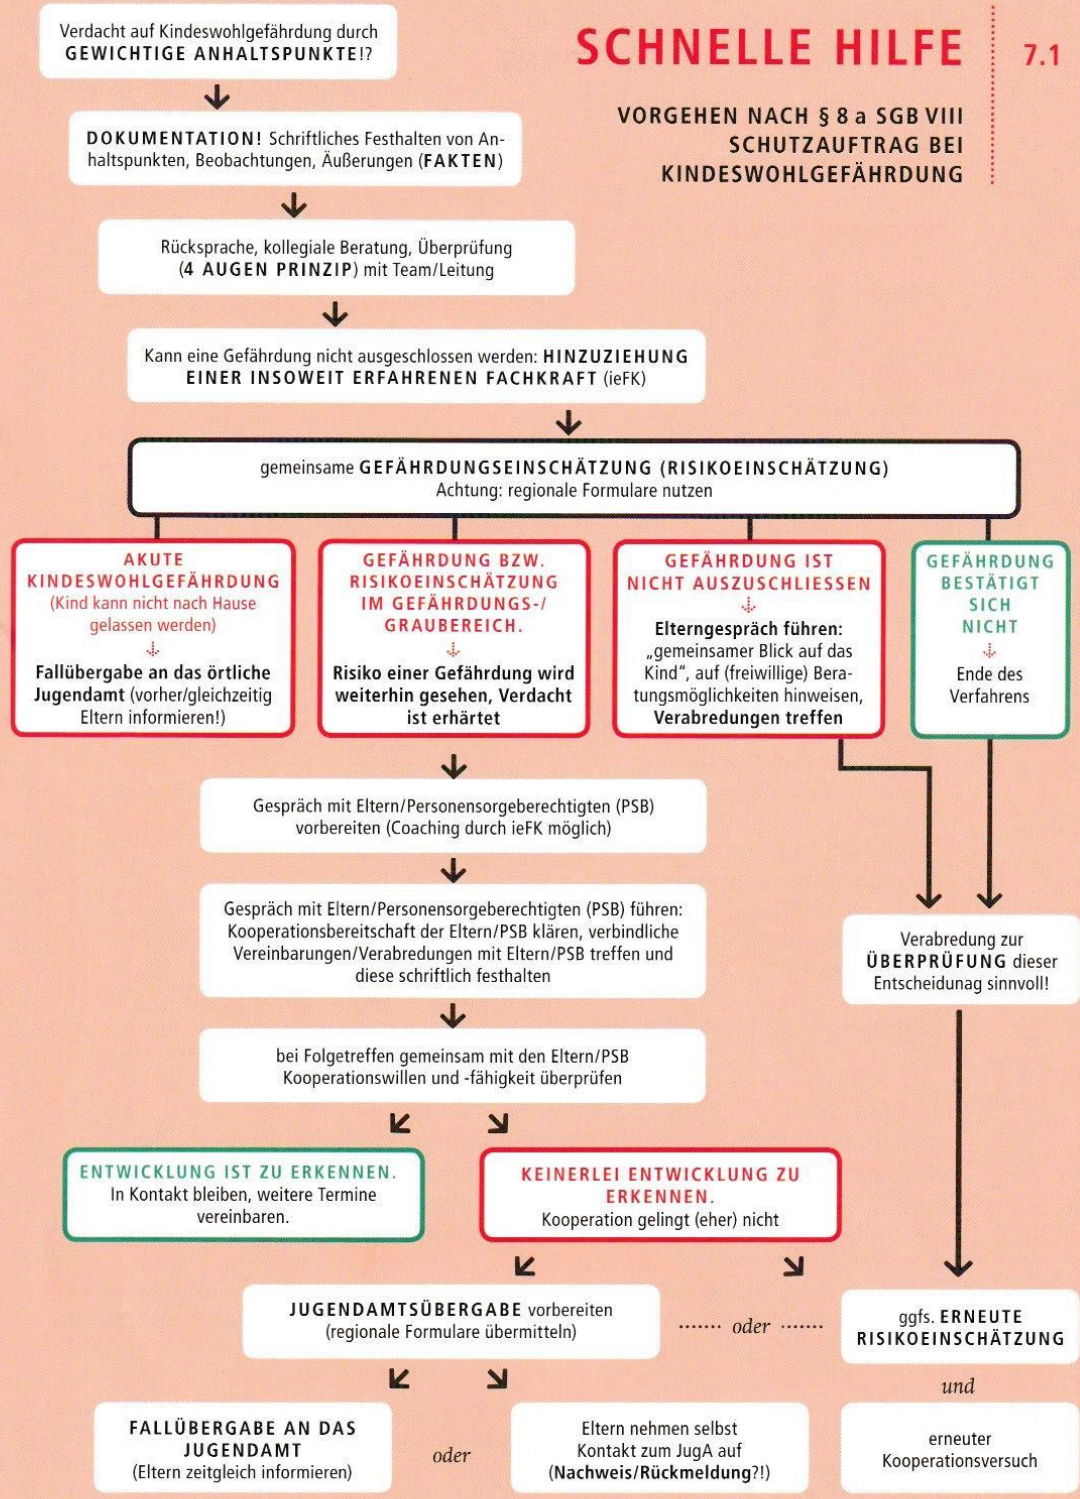 SCHNELLE HILFE
7.1
VORGEHEN NACH § 8 a SGB VIII
SCHUTZAUFTRAG BEI
KINDESWOHLGEFÄHRDUNG
Verdacht auf Kindeswohlgefährdung durch
GEWICHTIGE ANHALTSPUNKTE!?
DOKUMENTATION! Schriftliches Festhalten von An-
haltspunkten, Beobachtungen, Äußerungen (FAKTEN)
Rücksprache, kollegiale Beratung, Überprüfung
(4 AUGEN PRINZIP) mit Team/Leitung
Kann eine Gefährdung nicht ausgeschlossen werden: HINZUZIEHUNG
EINER INSOWEIT ERFAHRENEN FACHKRAFT (ieFK)
gemeinsame GEFÄHRDUNGSEINSCHÄTZUNG (RISIKOEINSCHÄTZUNG)
Achtung: regionale Formulare nutzen
AKUTE
KINDESWOHLGEFÄHRDUNG
(Kind kann nicht nach Hause
gelassen werden)
Fallübergabe an das örtliche
Jugendamt (vorher/gleichzeitig
Eltern informieren!)
GEFÄHRDUNG BZW.
RISIKOEINSCHÄTZUNG
IM GEFÄHRDUNGS-/
GRAUBEREICH.
Risiko einer Gefährdung wird
weiterhin gesehen, Verdacht
ist erhärtet
GEFÄHRDUNG IST
NICHT AUSZUSCHLIESSEN
Elterngespräch führen:
„gemeinsamer Blick auf das
Kind“, auf (freiwillige) Bera-
tungsmöglichkeiten hinweisen,
Verabredungen treffen
GEFÄHRDUNG
BESTÄTIGT
SICH
NICHT
Ende des
Verfahrens
Gespräch mit Eltern/Personensorgeberechtigten (PSB)
vorbereiten (Coaching durch ieFK möglich)
Gespräch mit Eltern/Personensorgeberechtigten (PSB) führen:
Kooperationsbereitschaft der Eltern/PSB klären, verbindliche
Vereinbarungen/Verabredungen mit Eltern/PSB treffen und
diese schriftlich festhalten
Verabredung zur
ÜBERPRÜFUNG dieser
Entscheidunag sinnvoll!
bei Folgetreffen gemeinsam mit den Eltern/PSB
Kooperationswillen und -fähigkeit überprüfen
ENTWICKLUNG IST ZU ERKENNEN.
In Kontakt bleiben, weitere Termine
vereinbaren.
KEINERLEI ENTWICKLUNG ZU
ERKENNEN.
Kooperation gelingt (eher) nicht
JUGENDAMTSÜBERGABE vorbereiten
(regionale Formulare übermitteln)
....... oder .......
ggfs. ERNEUTE
RISIKOEINSCHÄTZUNG
und
FALLÜBERGABE AN DAS
JUGENDAMT
(Eltern zeitgleich informieren)
oder
Eltern nehmen selbst
Kontakt zum JugA auf
(Nachweis/Rückmeldung?!)
erneuter
Kooperationsversuch